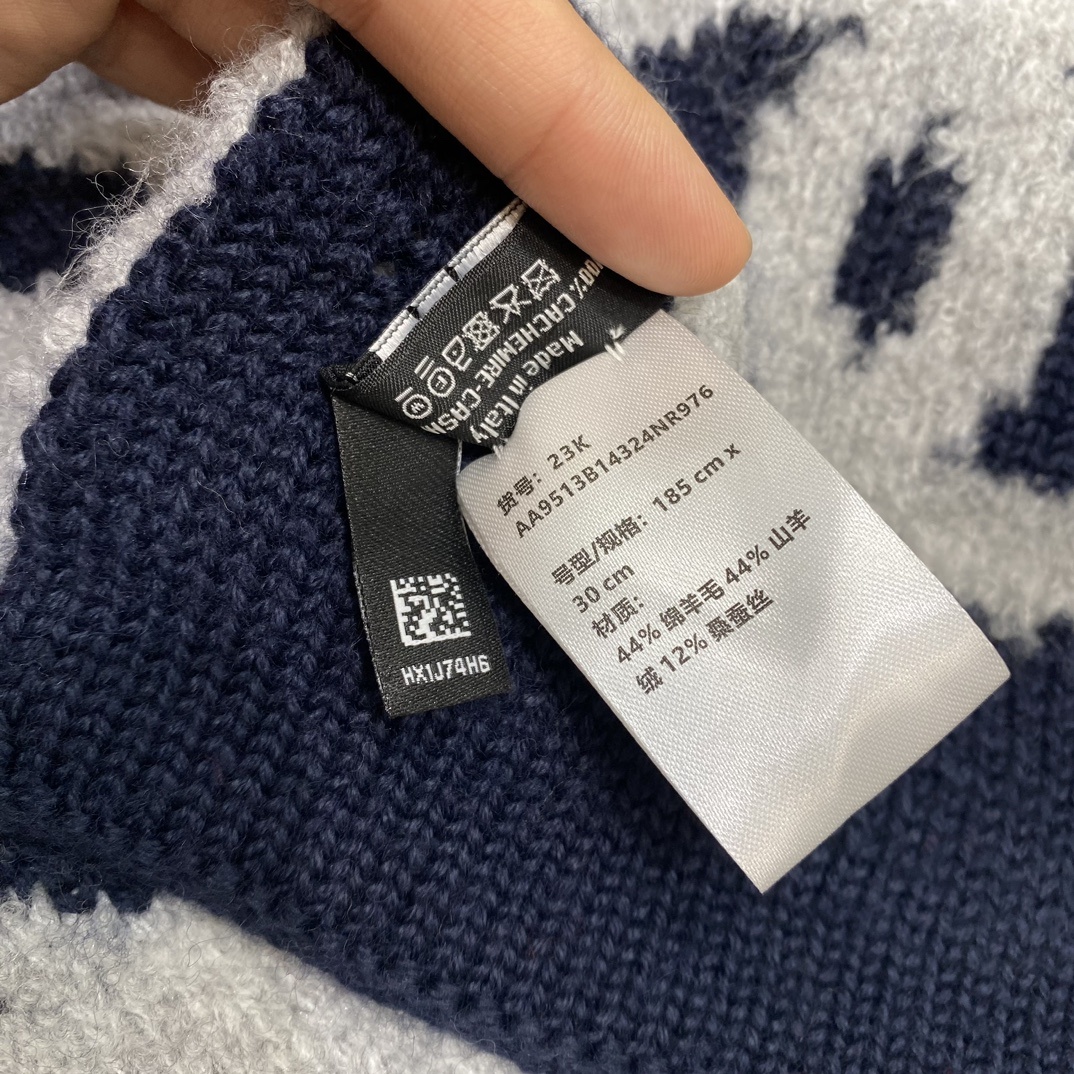 100% CACHEMIRE-CASH
Made in Italy
HX1J74H6
货号：23K
AA9513B14324NR976
号型/规格：185 cm x
30 cm
材质：
44% 绵羊毛 44% 山羊
绒 12% 桑蚕丝